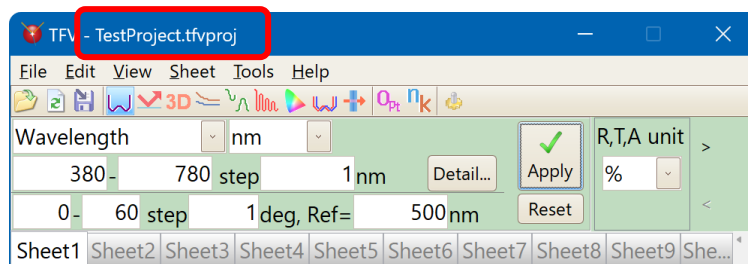 TFV - TestProject.tfvproj
File Edit View Sheet Tools Help
3D OPt nk
Wavelength nm R,T,A unit >
380 - 780 step 1 nm Detail... Apply % 
0 - 60 step 1 deg, Ref= 500 nm Reset <
Sheet1 Sheet2 Sheet3 Sheet4 Sheet5 Sheet6 Sheet7 Sheet8 Sheet9 She...